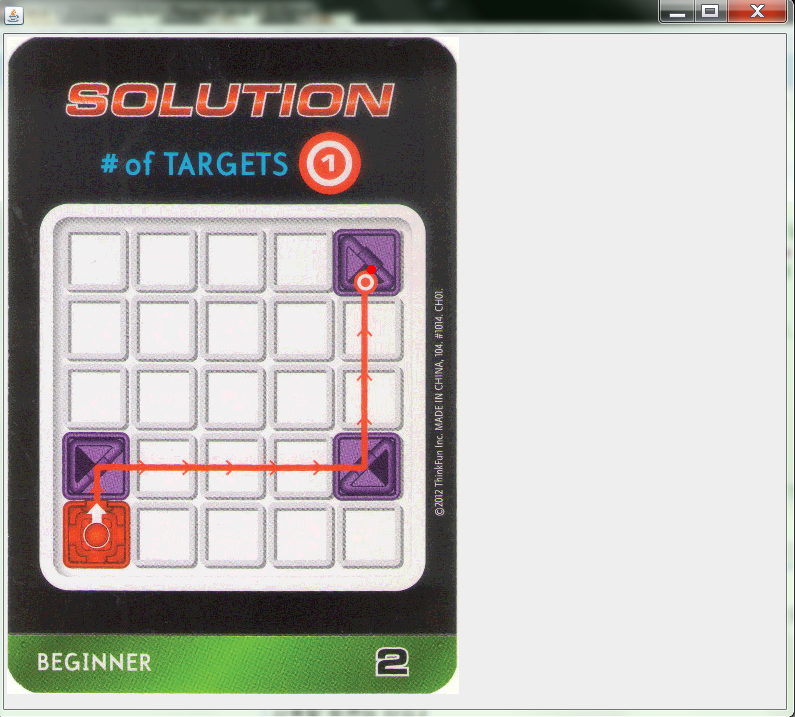 SOLUTION
# of TARGETS 1
©2012 ThinkFun Inc. MADE IN CHINA, 104. #1014. CH01.
BEGINNER
2